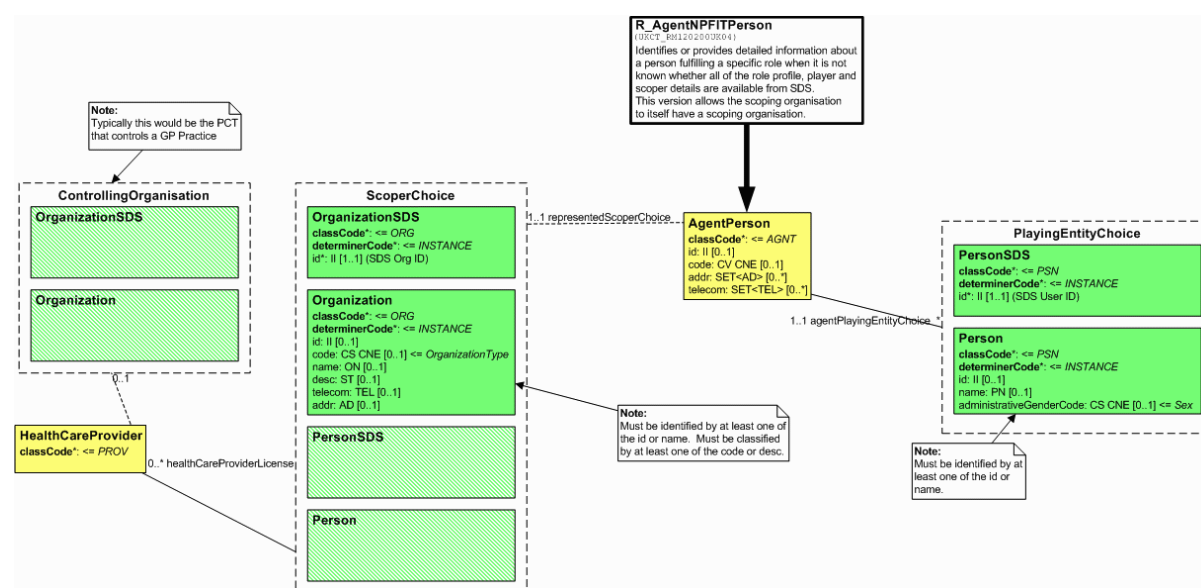 R_AgentNPFITPerson
(UKCT_RM120200UK04)
Identifies or provides detailed information about
a person fulfilling a specific role when it is not
known whether all of the role profile, player and
scoper details are available from SDS.
This version allows the scoping organisation
to itself have a scoping organisation.
Note:
Typically this would be the PCT
that controls a GP Practice
ControllingOrganisation
OrganizationSDS
Organization
0..1
HealthCareProvider
classCode*: <= PROV
0..* healthCareProviderLicense
ScoperChoice
OrganizationSDS
classCode*: <= ORG
determinerCode*: <= INSTANCE
id*: II [1..1] (SDS Org ID)
Organization
classCode*: <= ORG
determinerCode*: <= INSTANCE
id: II [0..1]
code: CS CNE [0..1] <= OrganizationType
name: ON [0..1]
desc: ST [0..1]
telecom: TEL [0..1]
addr: AD [0..1]
PersonSDS
Person
1..1 representedScoperChoice
AgentPerson
classCode*: <= AGNT
id: II [0..1]
code: CV CNE [0..1]
addr: SET<AD> [0..*]
telecom: SET<TEL> [0..*]
1..1 agentPlayingEntityChoice *
Note:
Must be identified by at least one of
the id or name. Must be classified
by at least one of the code or desc.
PlayingEntityChoice
PersonSDS
classCode*: <= PSN
determinerCode*: <= INSTANCE
id*: II [1..1] (SDS User ID)
Person
classCode*: <= PSN
determinerCode*: <= INSTANCE
id: II [0..1]
name: PN [0..1]
administrativeGenderCode: CS CNE [0..1] <= Sex
Note:
Must be identified by at
least one of the id or
name.